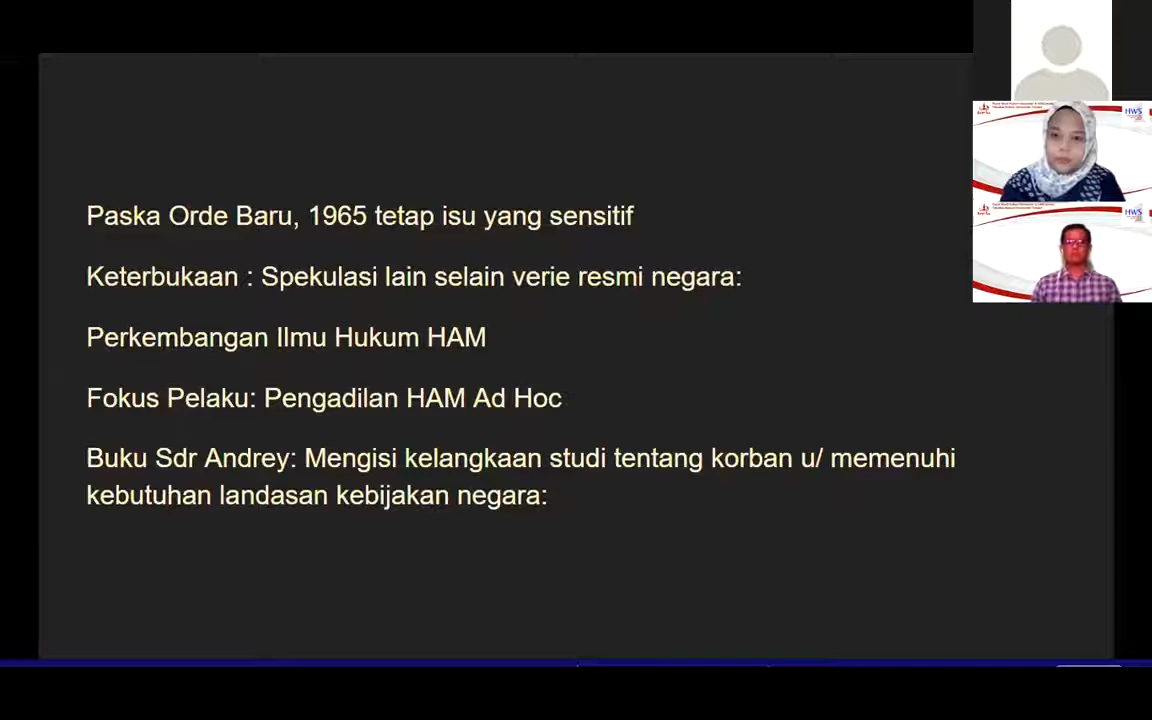 Paska Orde Baru, 1965 tetap isu yang sensitif
Keterbukaan : Spekulasi lain selain verie resmi negara:
Perkembangan Ilmu Hukum HAM
Fokus Pelaku: Pengadilan HAM Ad Hoc
Buku Sdr Andrey: Mengisi kelangkaan studi tentang korban u/ memenuhi
kebutuhan landasan kebijakan negara:
HWS
HWS